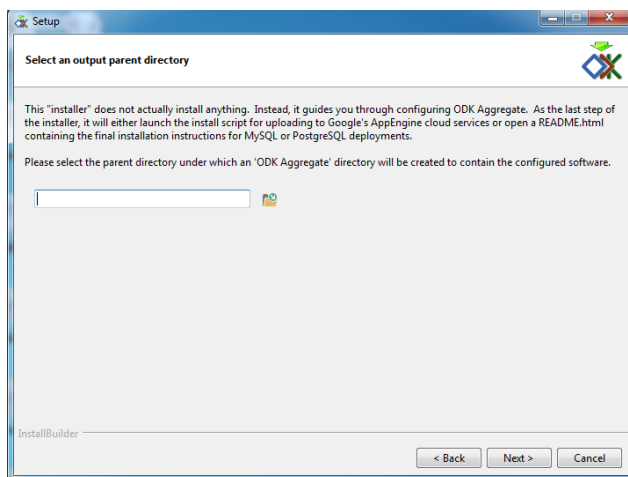 Setup
Select an output parent directory
This "installer" does not actually install anything. Instead, it guides you through configuring ODK Aggregate. As the last step of
the installer, it will either launch the install script for uploading to Google's AppEngine cloud services or open a README.html
containing the final installation instructions for MySQL or PostgreSQL deployments.
Please select the parent directory under which an 'ODK Aggregate' directory will be created to contain the configured software.
InstallBuilder
< Back Next > Cancel